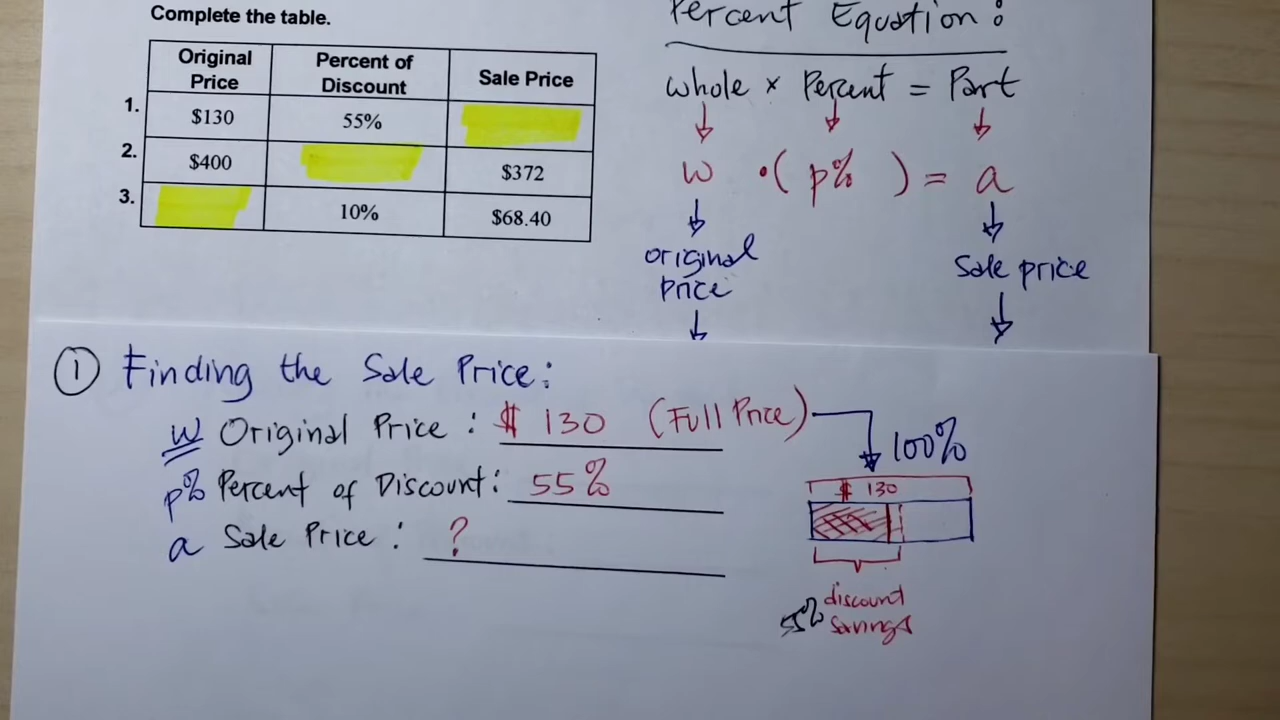 Complete the table.
Original Price Percent of Discount Sale Price
1. $130 55%
2. $400 $372
3. 10% $68.40
Percent Equation:
whole × Percent = Part
w · ( p% ) = a
original price
Sale price
① Finding the Sale Price:
w Original Price: $ 130 (Full Price)
100%
p% Percent of Discount: 55%
$ 130
a Sale Price: ?
55% discount savings